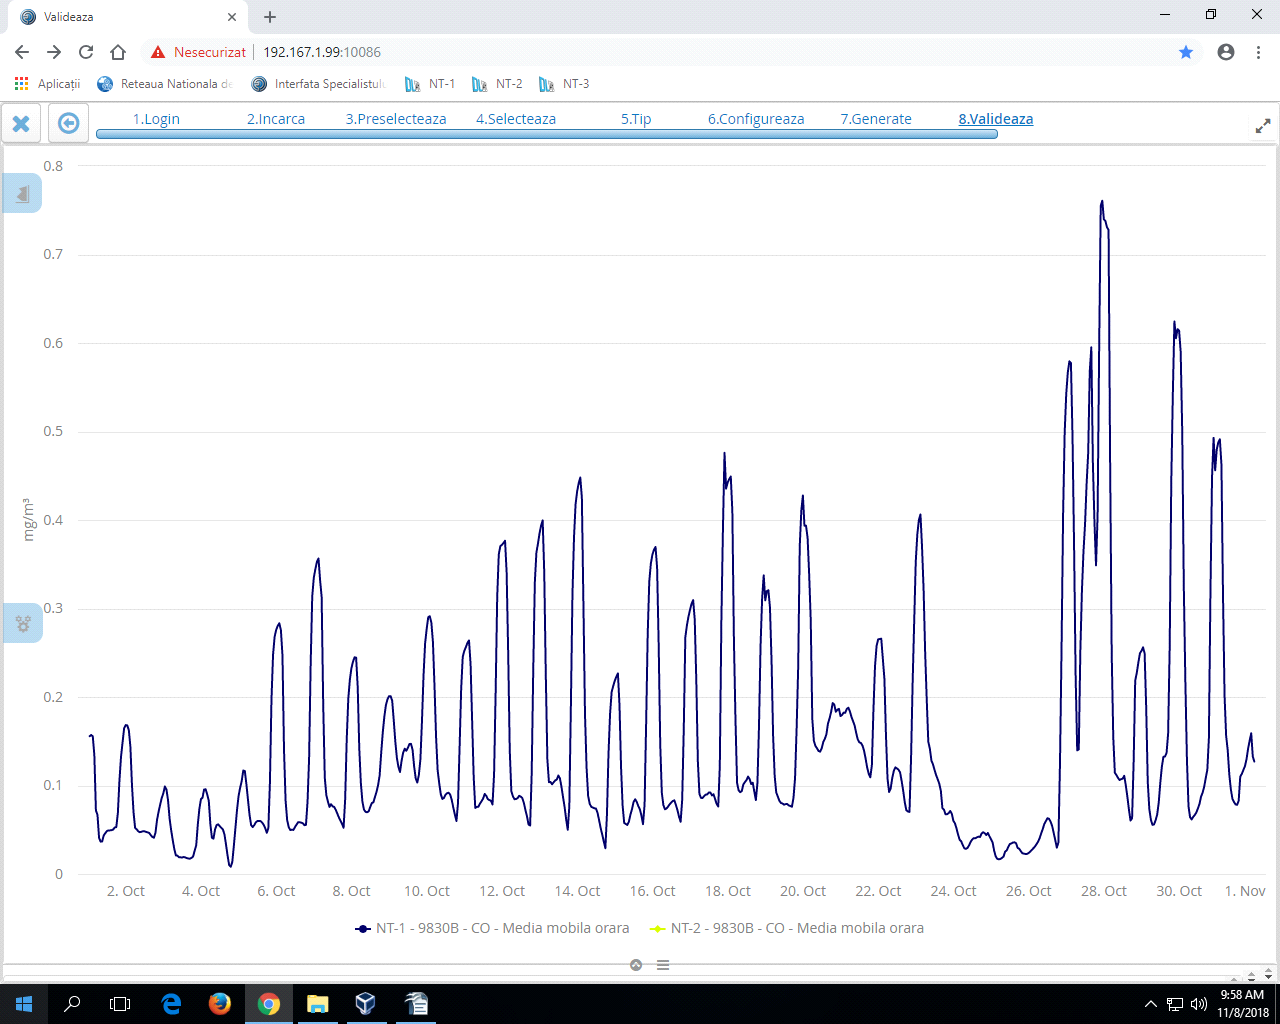 Valideaza
Nesecurizat 192.167.1.99:10086
Aplicații Reteaua Nationala de Interfata Specialistulu NT-1 NT-2 NT-3
1.Login 2.Incarca 3.Preselecteaza 4.Selecteaza 5.Tip 6.Configureaza 7.Generate 8.Valideaza
0.8
0.7
0.6
0.5
0.4
0.3
0.2
0.1
0
mg/m³
2. Oct 4. Oct 6. Oct 8. Oct 10. Oct 12. Oct 14. Oct 16. Oct 18. Oct 20. Oct 22. Oct 24. Oct 26. Oct 28. Oct 30. Oct 1. Nov
NT-1 - 9830B - CO - Media mobila orara NT-2 - 9830B - CO - Media mobila orara
9:58 AM
11/8/2018